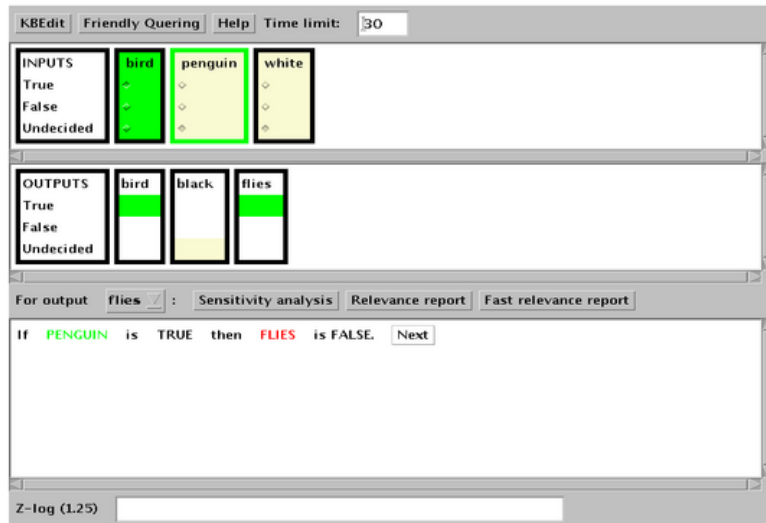 KBEdit Friendly Quering Help Time limit: 30
INPUTS bird penguin white
True
False
Undecided
OUTPUTS bird black flies
True
False
Undecided
For output flies : Sensitivity analysis Relevance report Fast relevance report
If PENGUIN is TRUE then FLIES is FALSE. Next
Z-log (1.25)